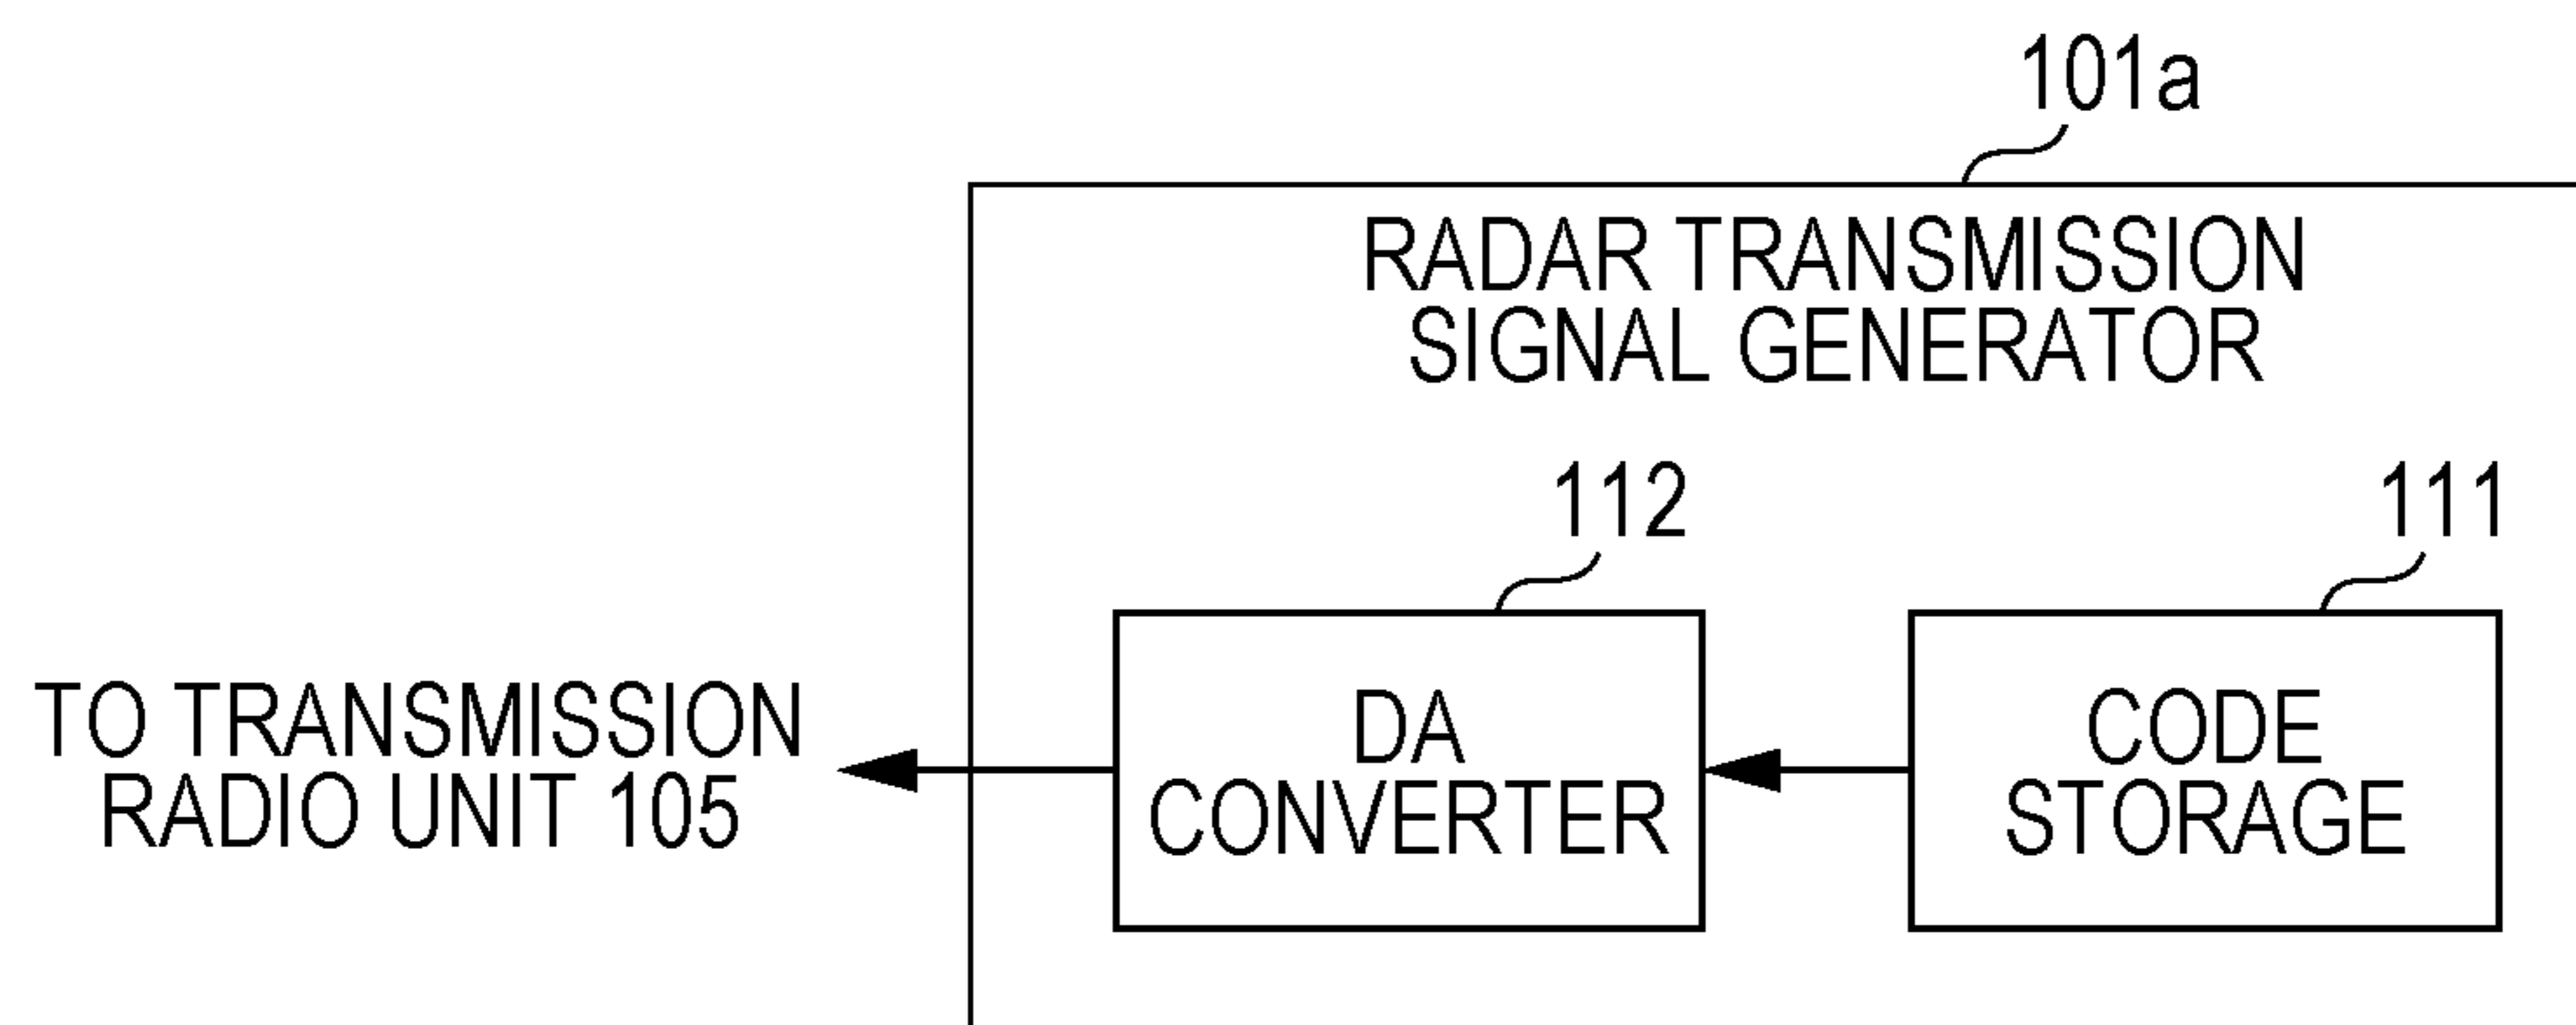 101a
RADAR TRANSMISSION
SIGNAL GENERATOR
112
111
TO TRANSMISSION
RADIO UNIT 105
DA
CONVERTER
CODE
STORAGE